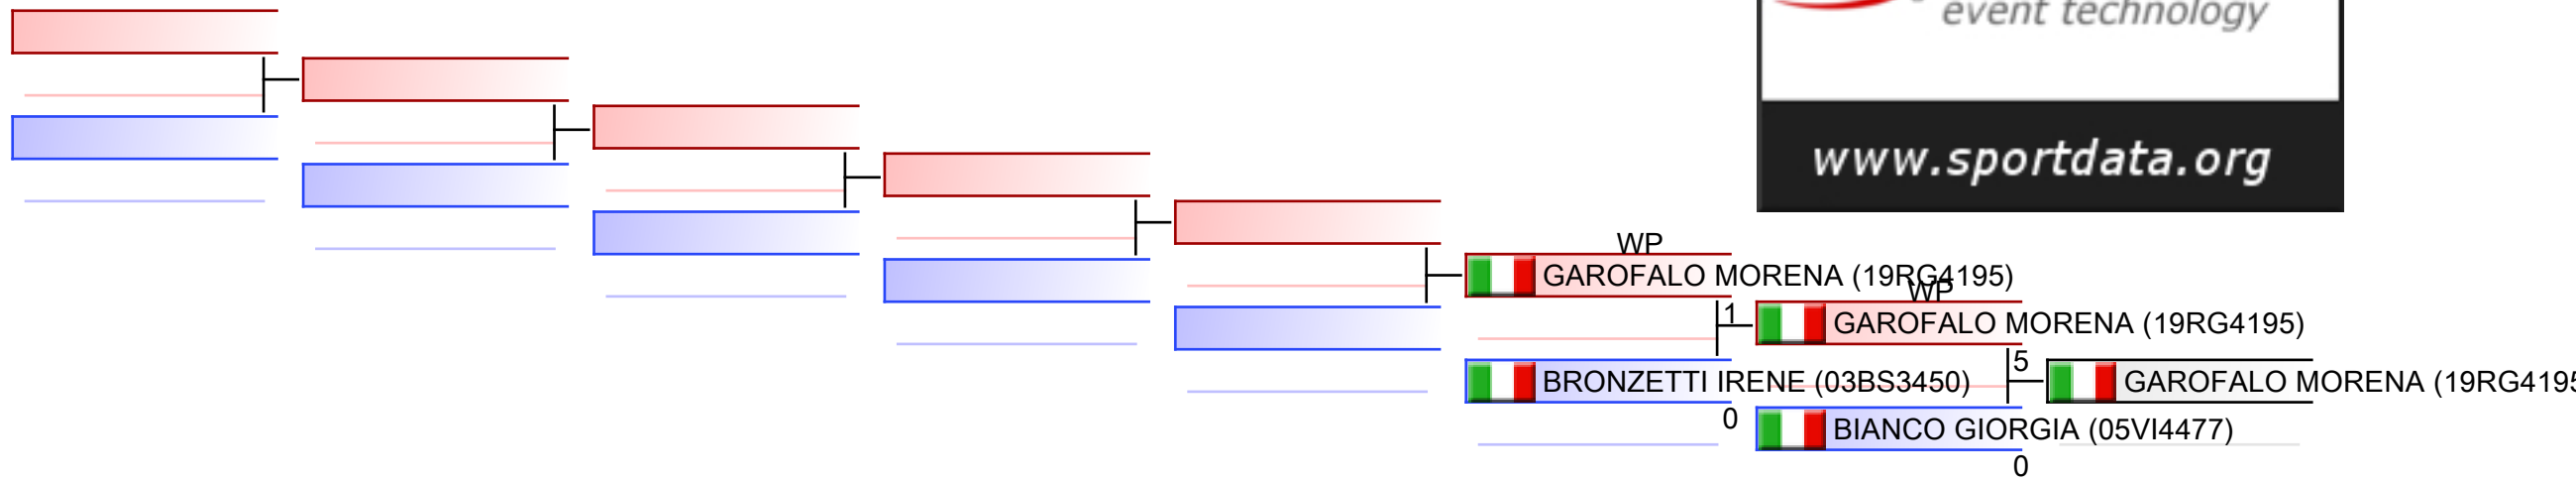 event technology
www.sportdata.org
WP
GAROFALO MORENA (19RG4195)
WP
1
GAROFALO MORENA (19RG4195)
5
BRONZETTI IRENE (03BS3450)
GAROFALO MORENA (19RG4195
0
BIANCO GIORGIA (05VI4477)
0